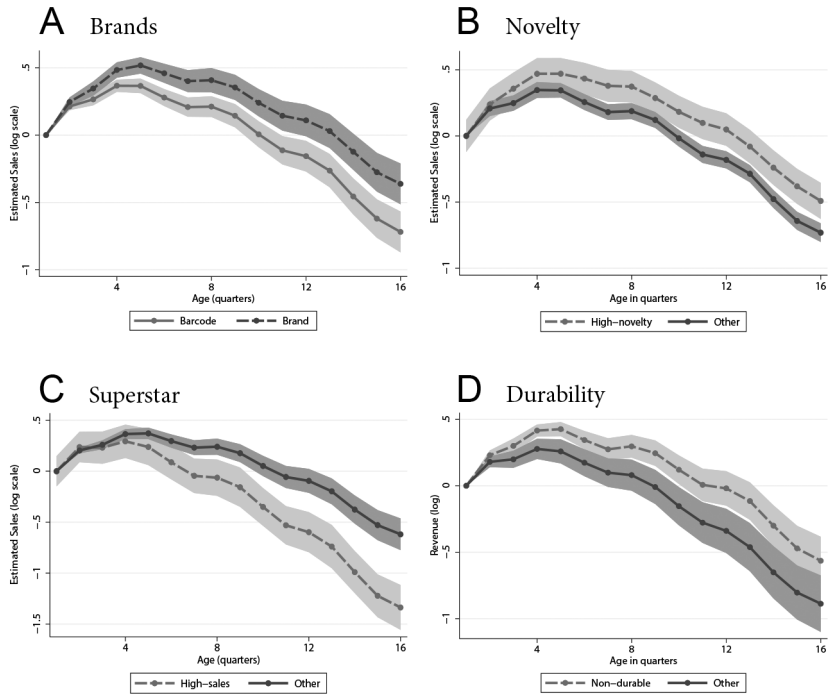 A Brands
Estimated Sales (log scale)
.5
0
-.5
-1
4 8 12 16
Age (quarters)
Barcode Brand
B Novelty
Estimated Sales (log scale)
.5
0
-.5
-1
4 8 12 16
Age in quarters
High-novelty Other
C Superstar
Estimated Sales (log scale)
.5
0
-.5
-1
-1.5
4 8 12 16
Age (quarters)
High-sales Other
D Durability
Revenue (log)
.5
0
-.5
-1
4 8 12 16
Age in quarters
Non-durable Other